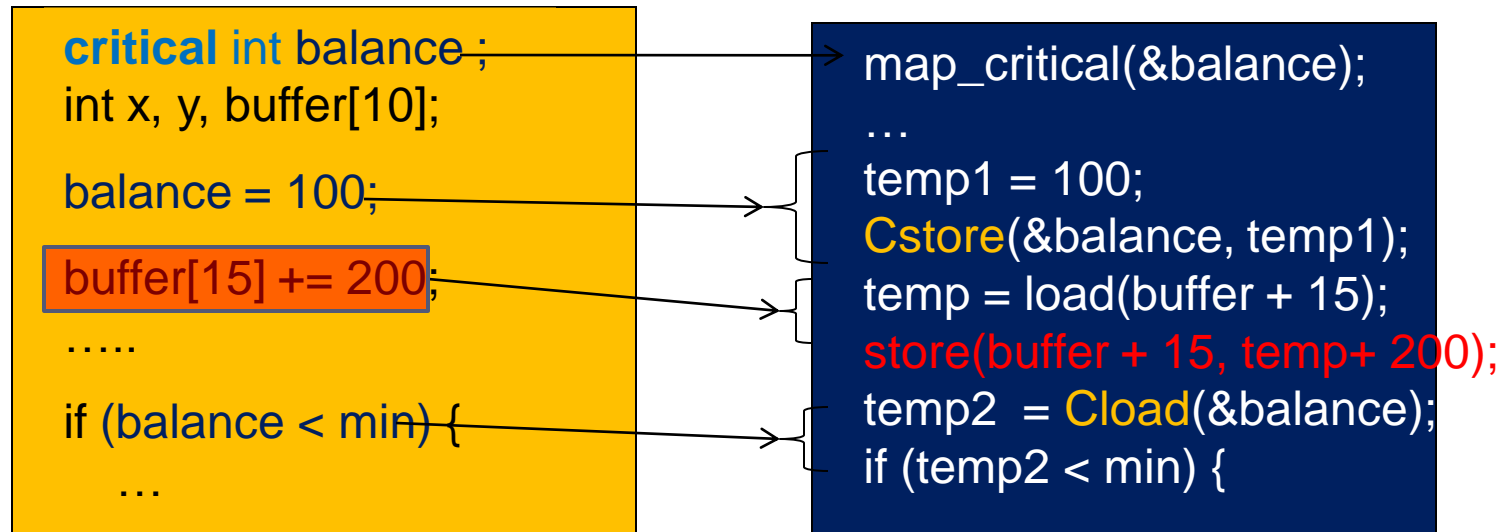 critical int balance ;
int x, y, buffer[10];
balance = 100;
buffer[15] += 200;
…..
if (balance < min) {
…
map_critical(&balance);
…
temp1 = 100;
Cstore(&balance, temp1);
temp = load(buffer + 15);
store(buffer + 15, temp+ 200);
temp2 = Cload(&balance);
if (temp2 < min) {